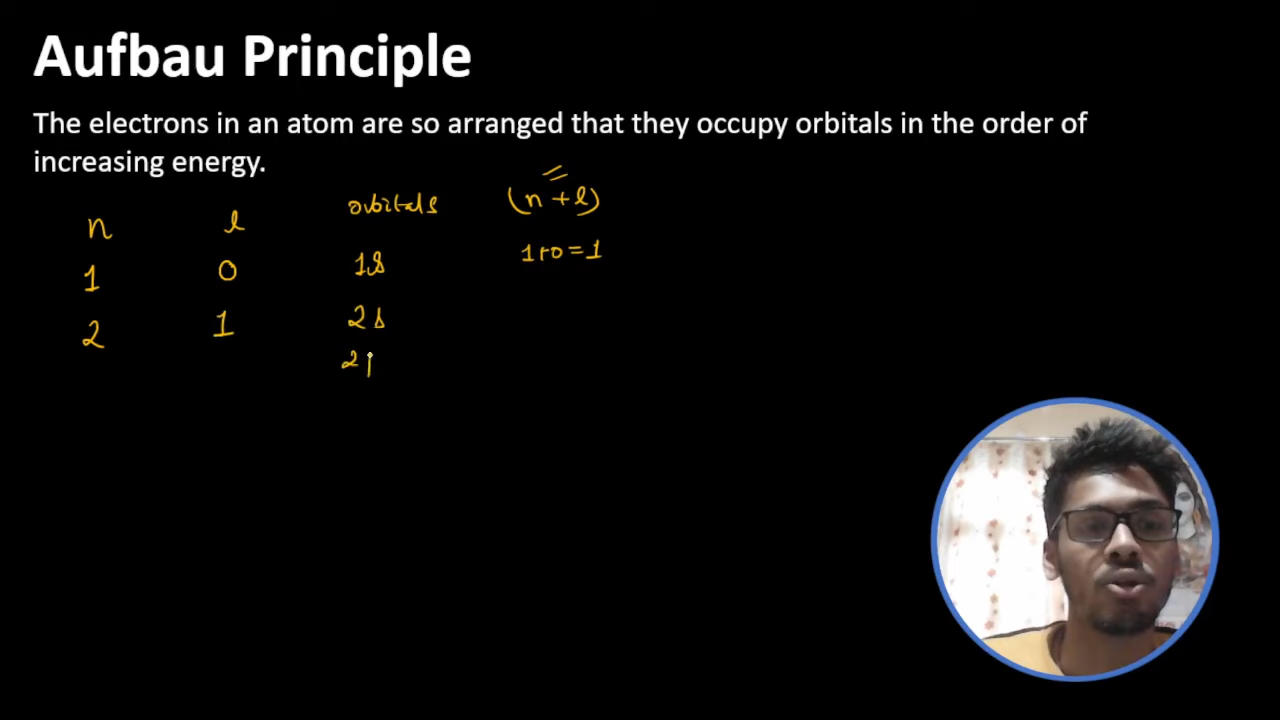 Aufbau Principle
The electrons in an atom are so arranged that they occupy orbitals in the order of
increasing energy.
n l orbitals (n + l)
1 0 1s 1+0=1
2 1 2s
2p